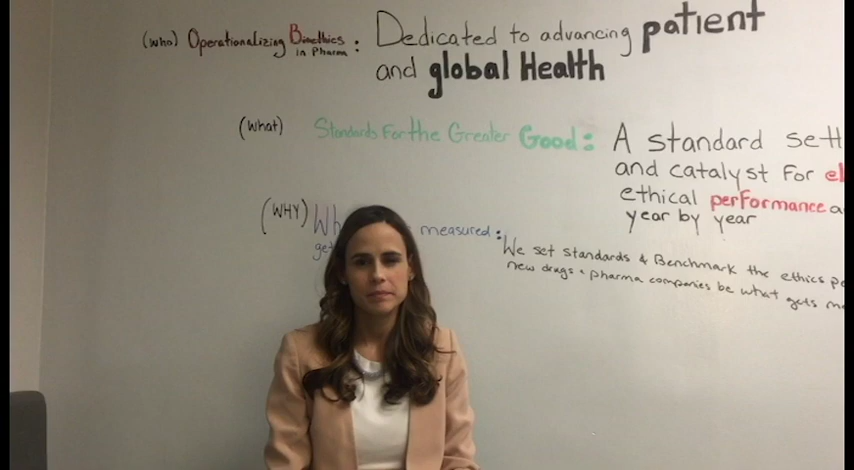 (who) Operationalizing Bioethics in Pharma : Dedicated to advancing patient
and global Health
(What) Standards For the Greater Good : A standard sett
and catalyst For el
ethical performance a
year by year
(WHY) Wh measured :
get
We set standards & Benchmark the ethics pe
new drugs + pharma companies be what gets me